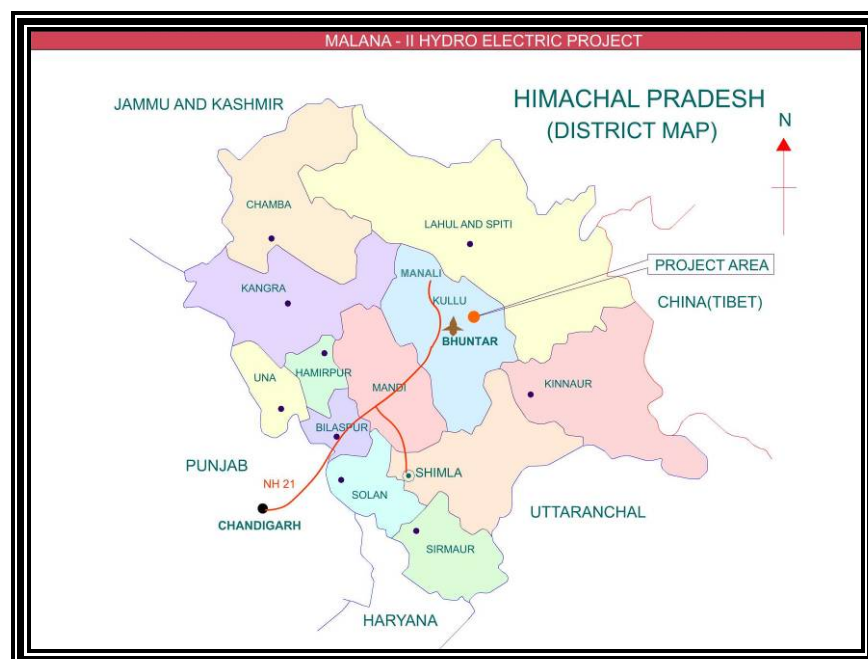 MALANA - II HYDRO ELECTRIC PROJECT
JAMMU AND KASHMIR
HIMACHAL PRADESH
(DISTRICT MAP)
N
CHAMBA
LAHUL AND SPITI
PROJECT AREA
MANALI
KANGRA
KULLU
CHINA(TIBET)
BHUNTAR
HAMIRPUR
UNA
MANDI
KINNAUR
BILASPUR
PUNJAB
SHIMLA
NH 21
SOLAN
UTTARANCHAL
CHANDIGARH
SIRMAUR
HARYANA